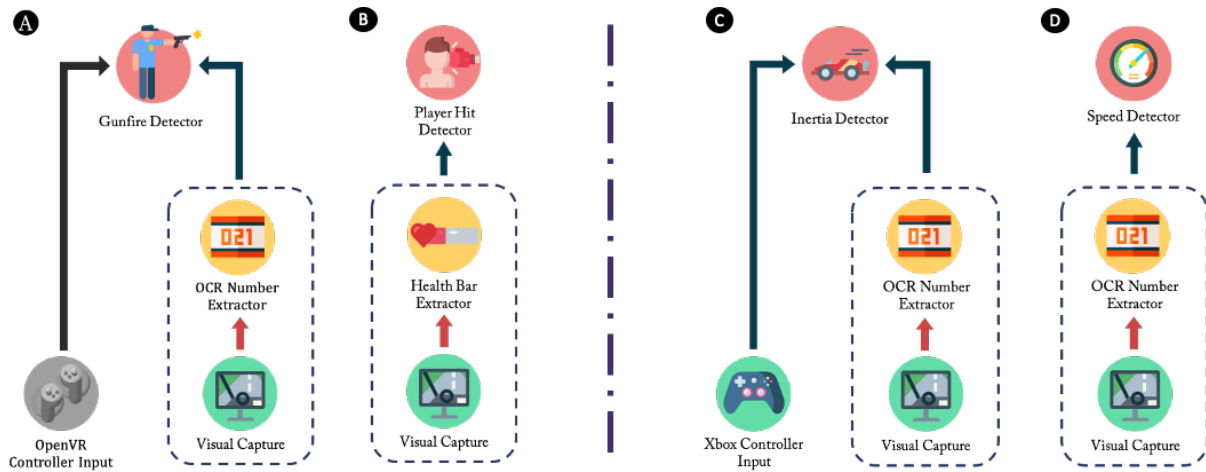 A
Gunfire Detector
021
OCR Number
Extractor
Visual Capture
OpenVR
Controller Input
B
Player Hit
Detector
Health Bar
Extractor
Visual Capture
C
Inertia Detector
021
OCR Number
Extractor
Visual Capture
Xbox Controller
Input
D
Speed Detector
021
OCR Number
Extractor
Visual Capture